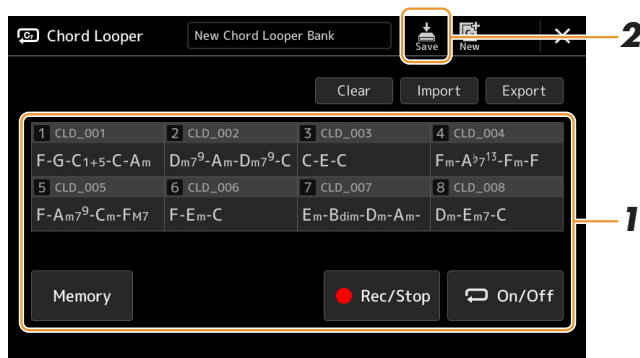 Cr Chord Looper New Chord Looper Bank Save New × 2
Clear Import Export
1 CLD_001 2 CLD_002 3 CLD_003 4 CLD_004
F-G-C1+5-C-Am Dm7⁹-Am-Dm7⁹-C C-E-C Fm-A♭7¹³-Fm-F
5 CLD_005 6 CLD_006 7 CLD_007 8 CLD_008
F-Am7⁹-Cm-FM7 F-Em-C Em-Bdim-Dm-Am- Dm-Em7-C
1
Memory Rec/Stop On/Off